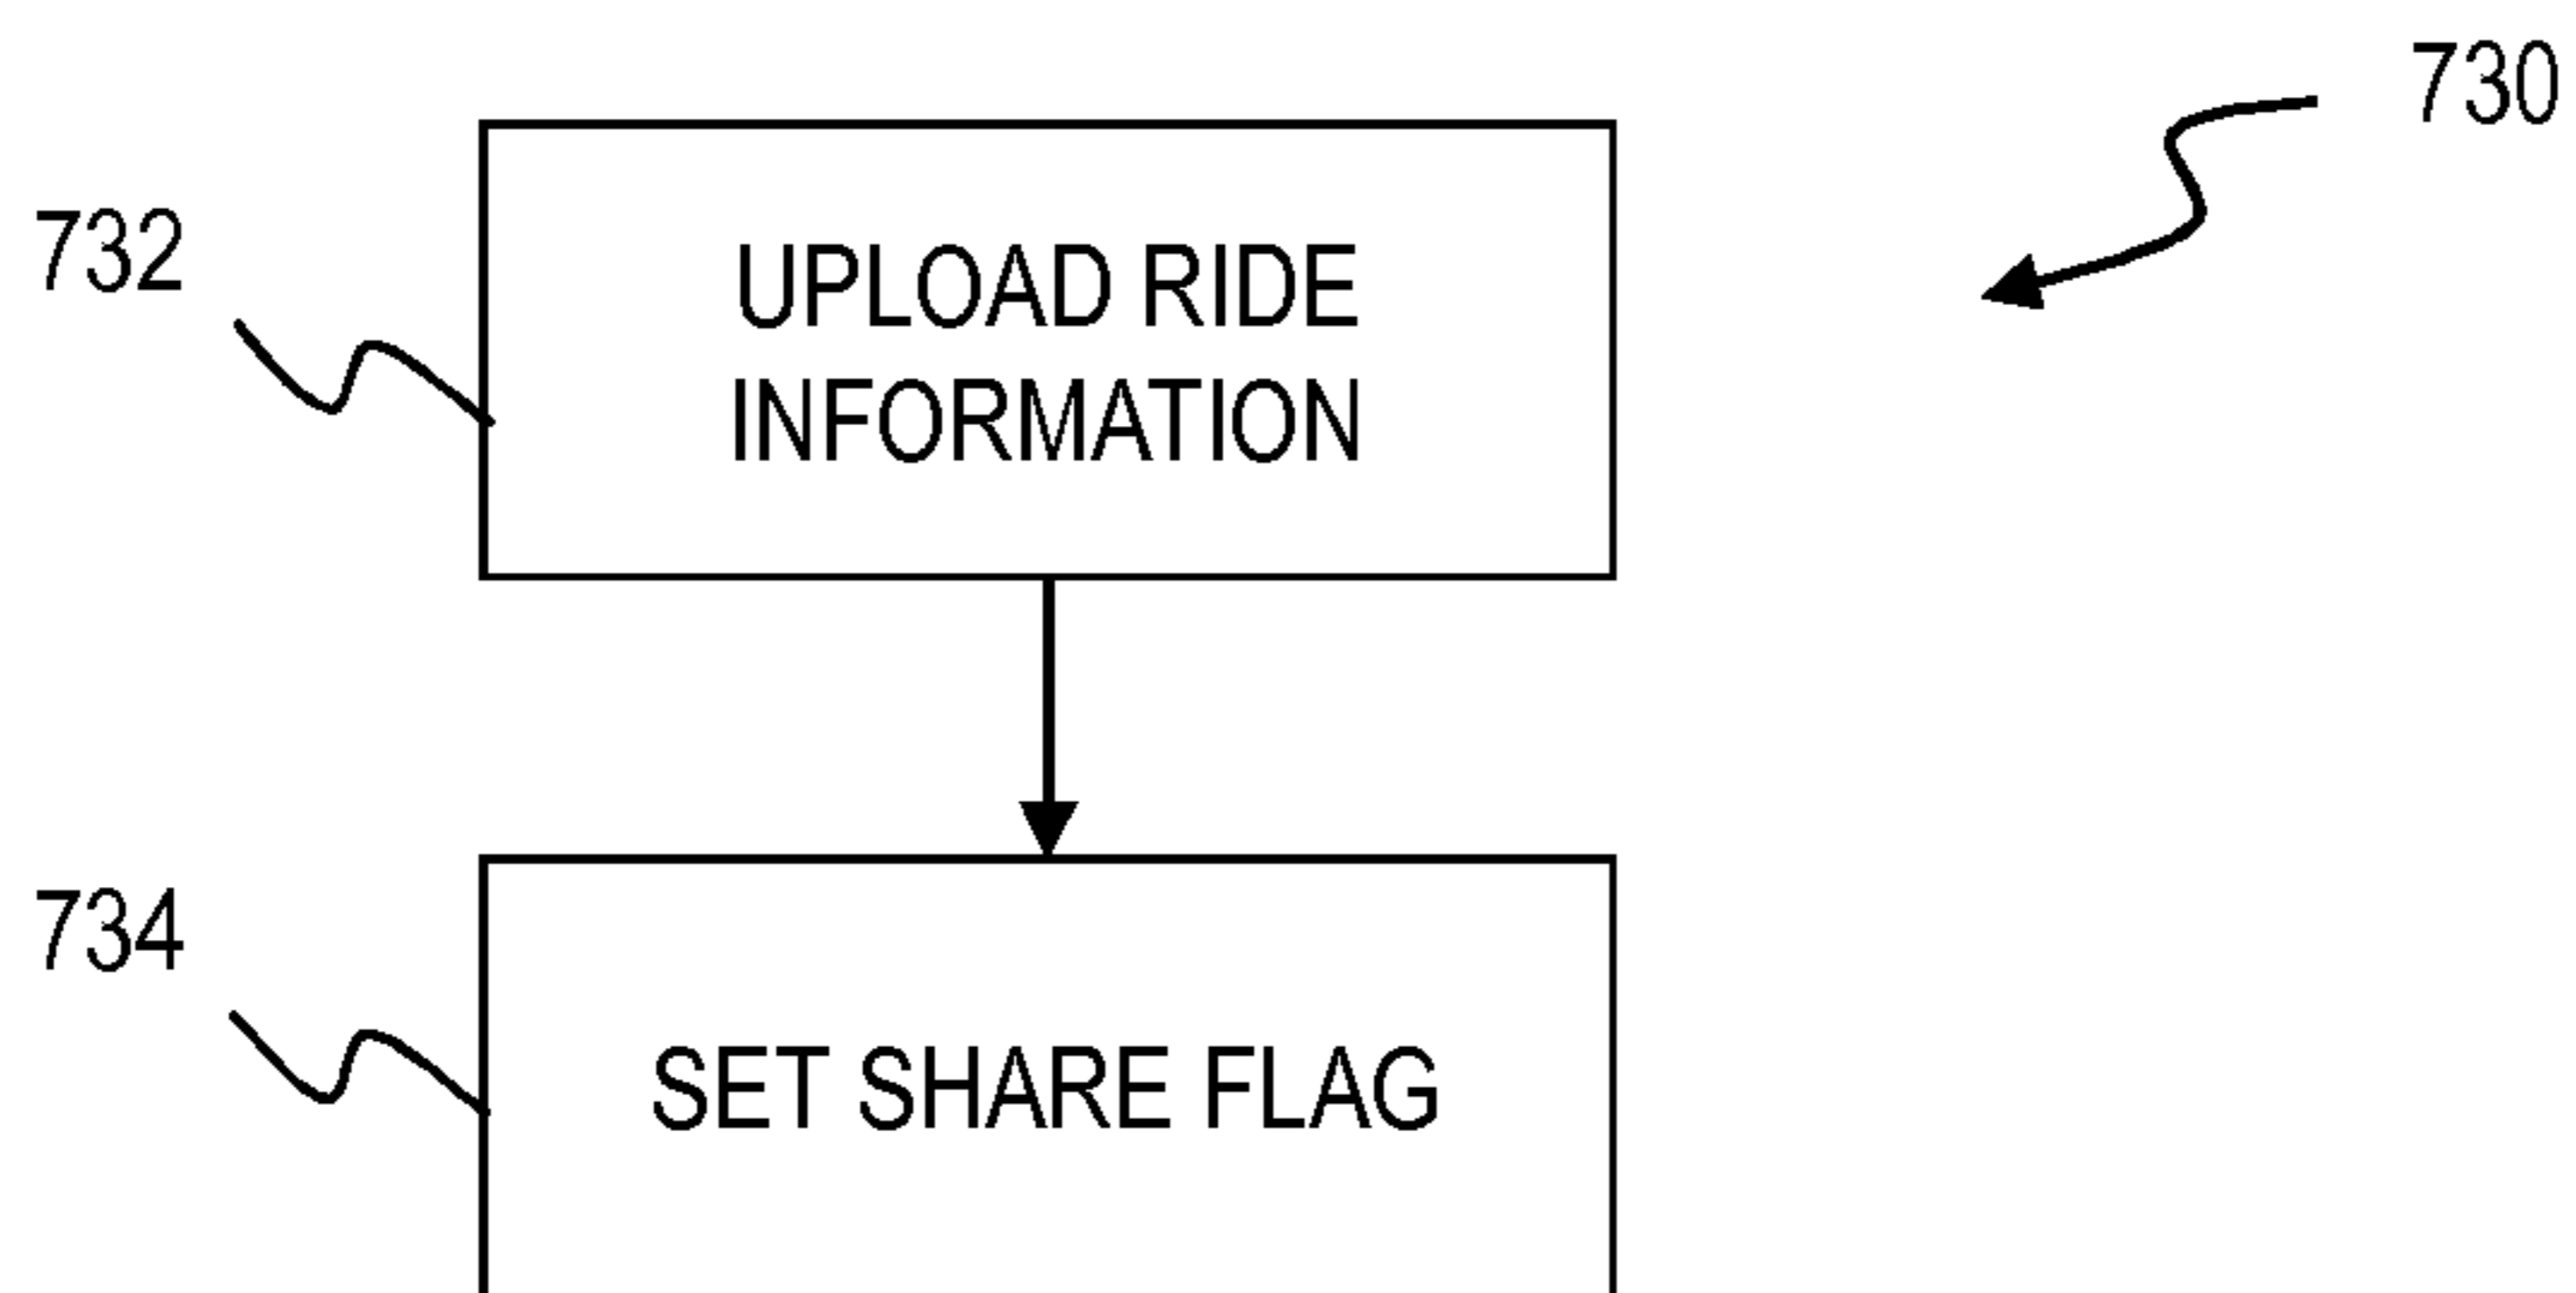 730
732
UPLOAD RIDE
INFORMATION
734
SET SHARE FLAG